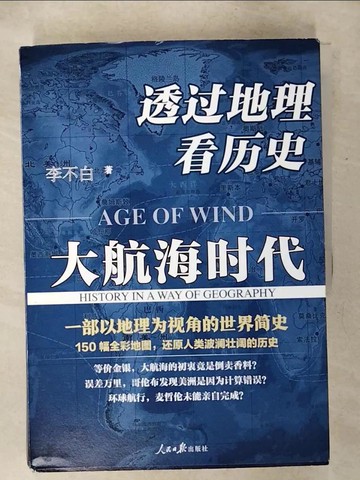 透过地理
看历史
李不白 著
AGE OF WIND
大航海时代
HISTORY IN A WAY OF GEOGRAPHY
一部以地理为视角的世界简史
150幅全彩地图，还原人类波澜壮阔的历史
等价金银，大航海的初衷竟是倒卖香料？
误差万里，哥伦布发现美洲是因为计算错误？
环球航行，麦哲伦未能亲自完成？
人民日报出版社